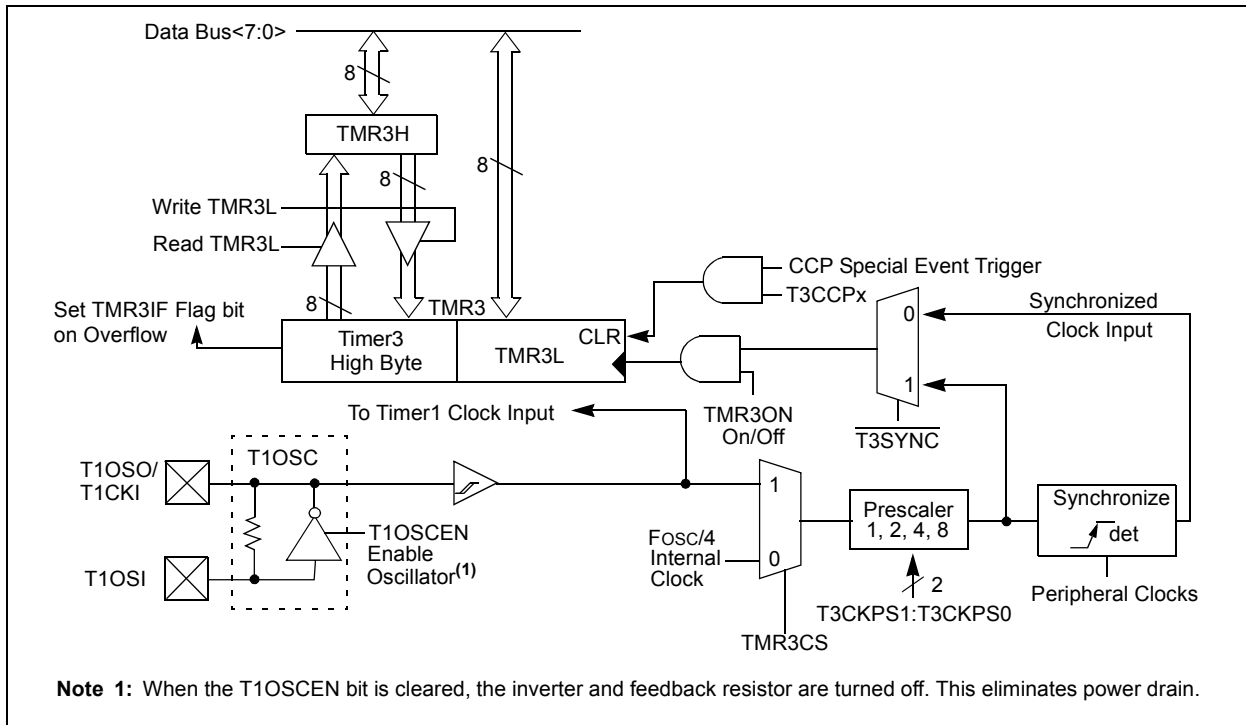 Data Bus<7:0>
8
TMR3H
8
8
Write TMR3L
Read TMR3L
CCP Special Event Trigger
T3CCPx
8
TMR3
Set TMR3IF Flag bit
on Overflow
Synchronized
Clock Input
0
CLR
Timer3
High Byte
TMR3L
1
To Timer1 Clock Input
TMR3ON
On/Off
T3SYNC
T1OSC
T1OSO/
T1CKI
1
Prescaler
1, 2, 4, 8
Synchronize
det
T1OSCEN
Enable
Oscillator(1)
FOSC/4
Internal
Clock
0
T1OSI
2
Peripheral Clocks
T3CKPS1:T3CKPS0
TMR3CS
Note 1: When the T1OSCEN bit is cleared, the inverter and feedback resistor are turned off. This eliminates power drain.